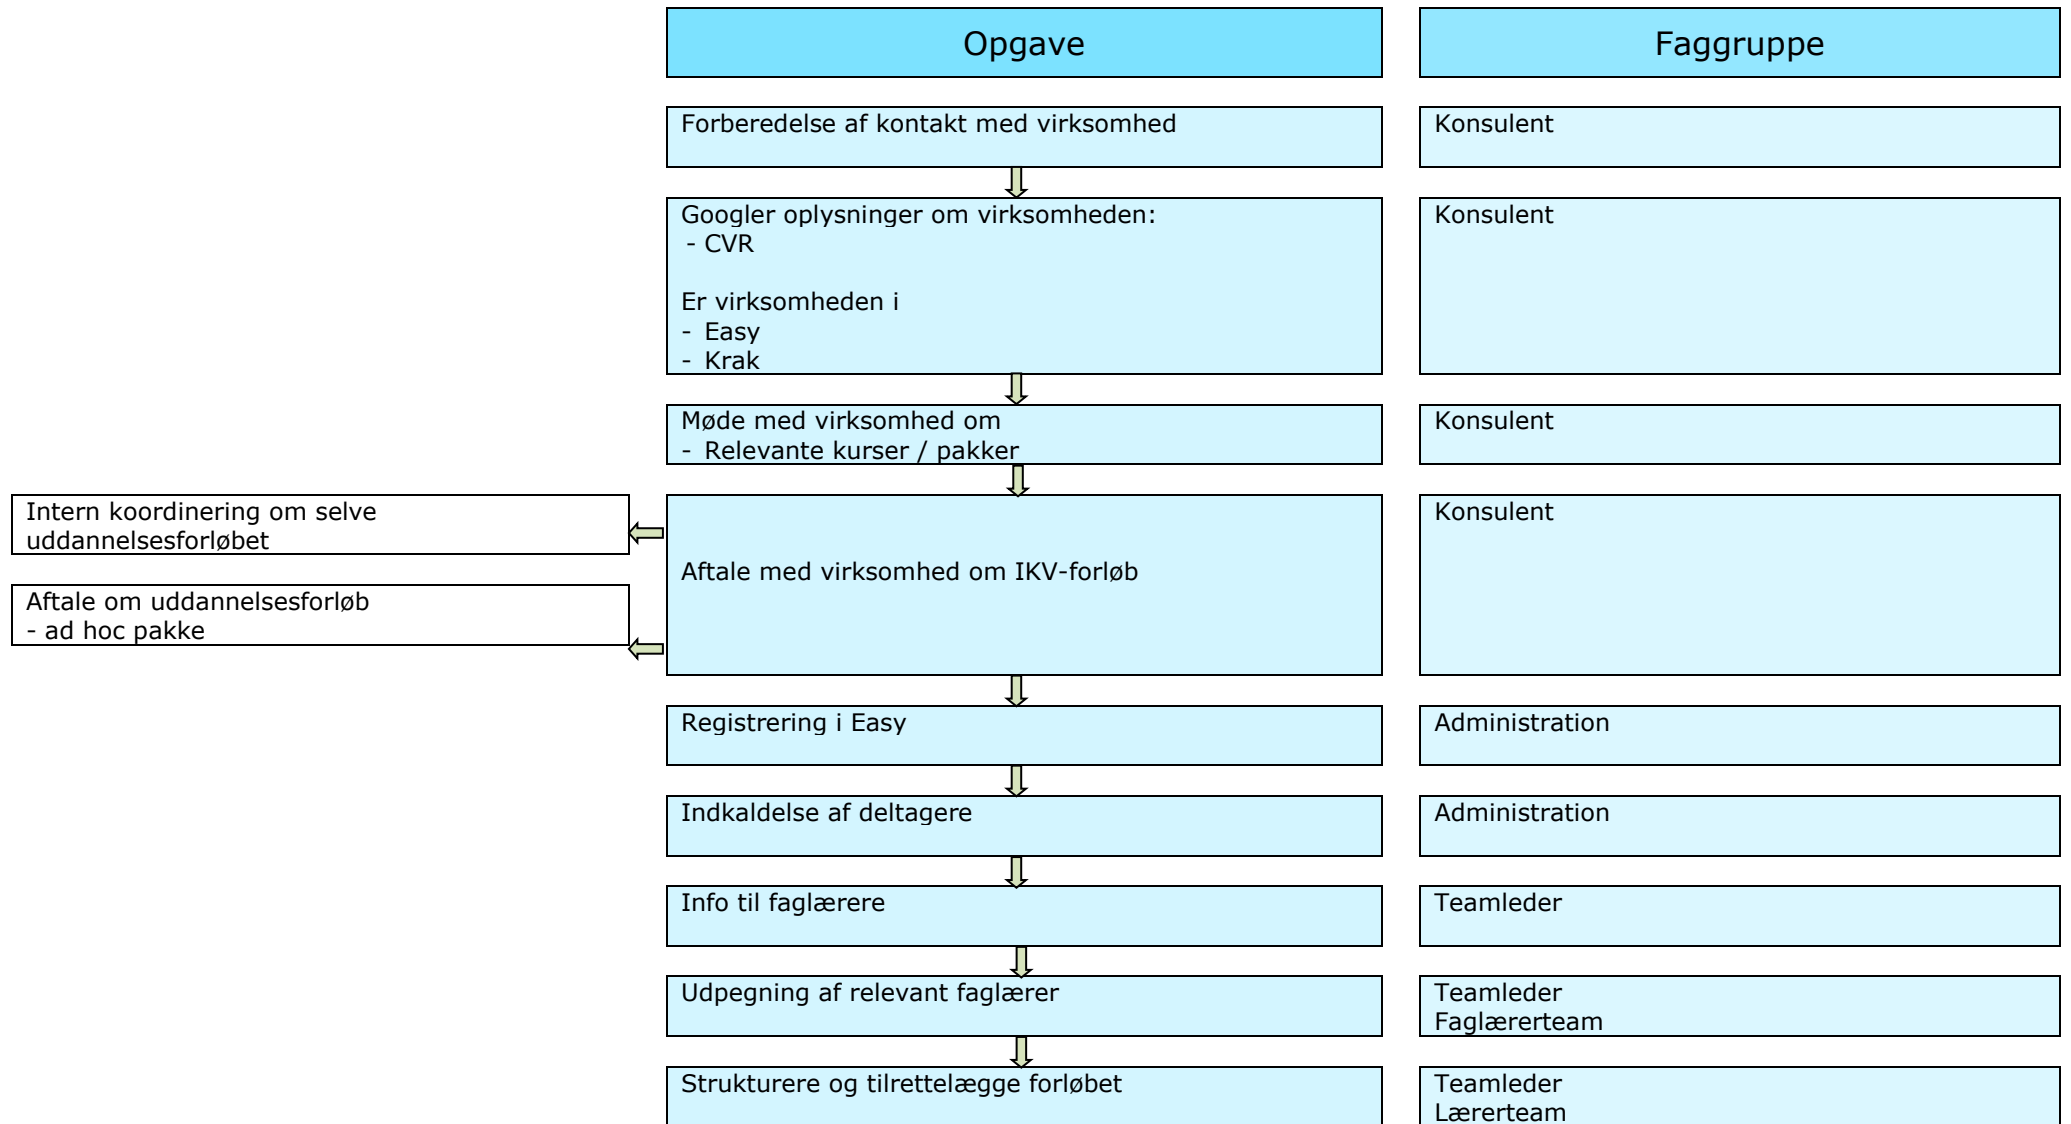 Opgave
Faggruppe
Forberedelse af kontakt med virksomhed
Konsulent
Googler oplysninger om virksomheden:
- CVR
Er virksomheden i
- Easy
- Krak
Konsulent
Møde med virksomhed om
- Relevante kurser / pakker
Konsulent
Intern koordinering om selve
uddannelsesforløbet
Aftale om uddannelsesforløb
- ad hoc pakke
Aftale med virksomhed om IKV-forløb
Konsulent
Registrering i Easy
Administration
Indkaldelse af deltagere
Administration
Info til faglærere
Teamleder
Udpegning af relevant faglærer
Teamleder
Faglærerteam
Strukturere og tilrettelægge forløbet
Teamleder
Lærerteam